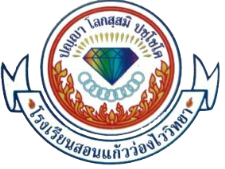 ปญฺญา โลกสฺสมิ ปชฺโชโต
โรงเรียนสอนแก้วว่องไววิทยา